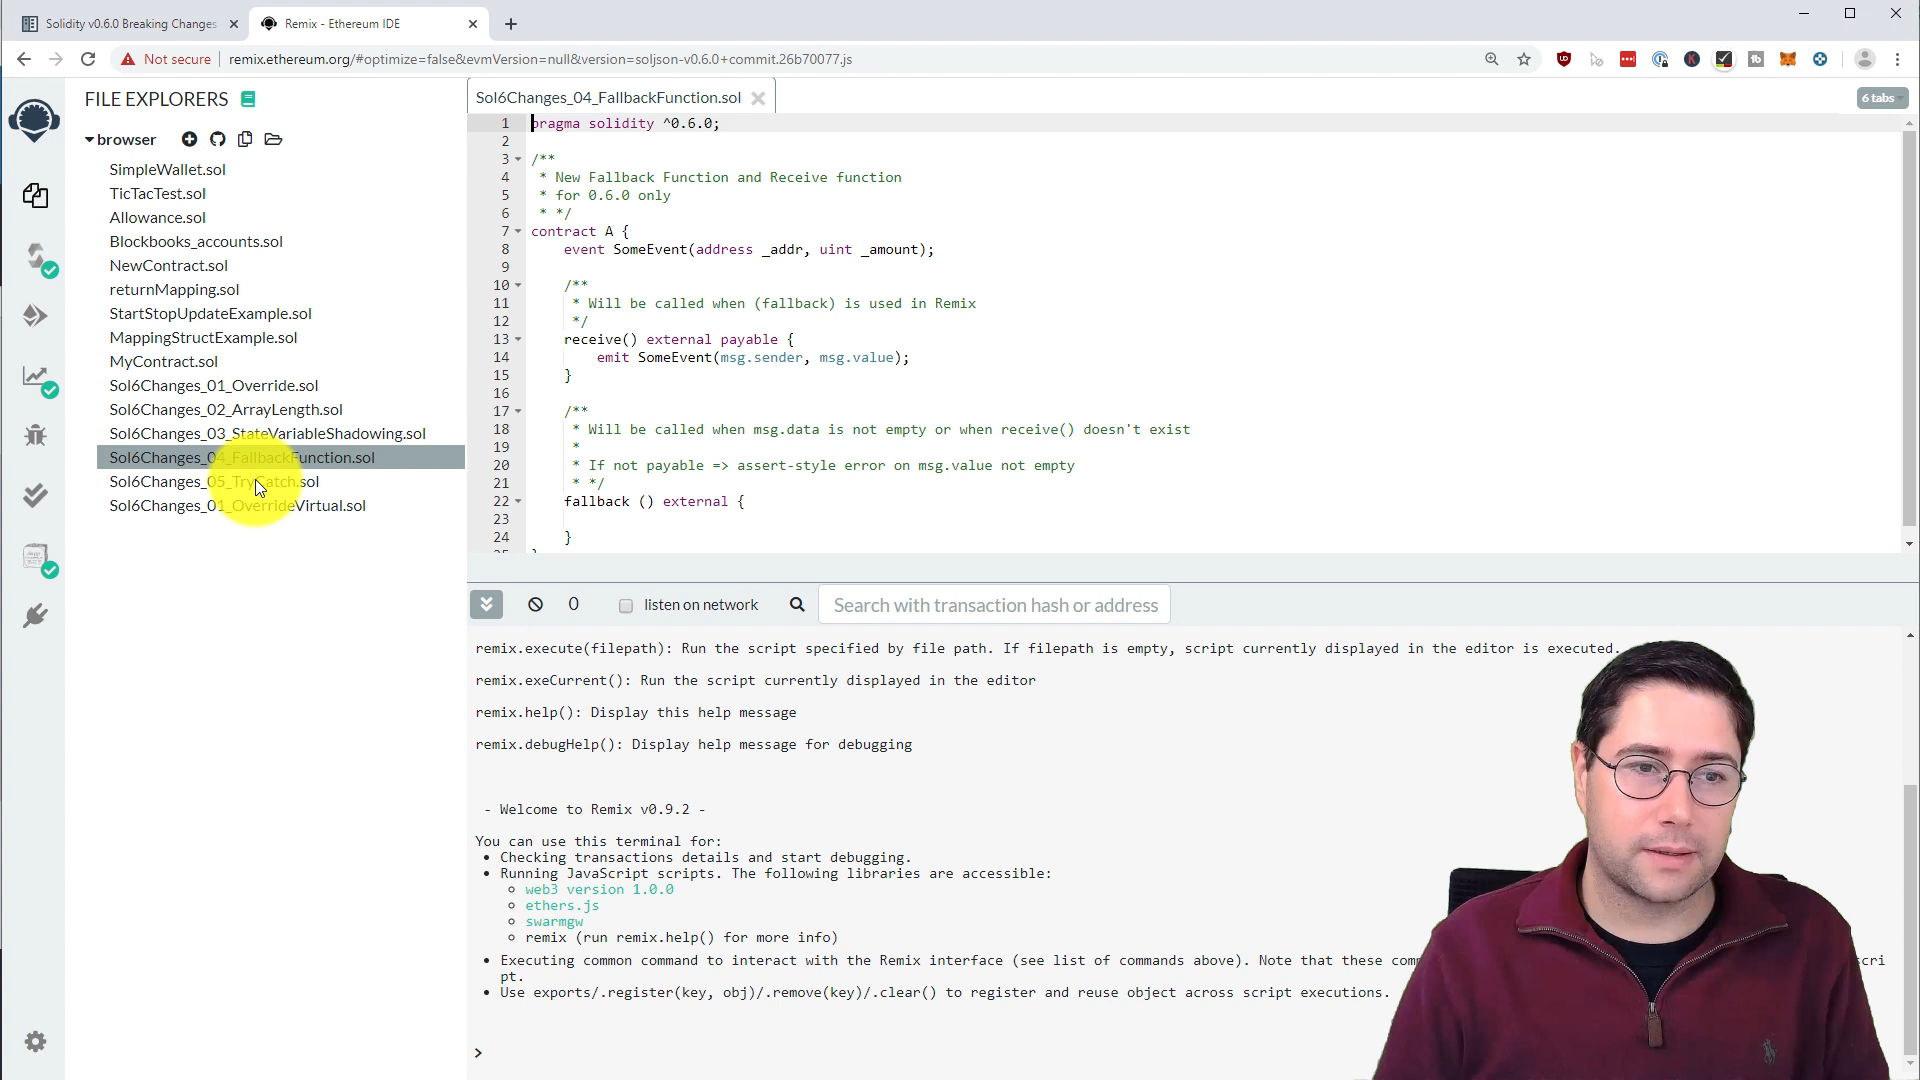 Solidity v0.6.0 Breaking Changes
Remix - Ethereum IDE
Not secure
remix.ethereum.org/#optimize=false&evmVersion=null&version=soljson-v0.6.0+commit.26b70077.js
FILE EXPLORERS
browser
SimpleWallet.sol
TicTacTest.sol
Allowance.sol
Blockbooks_accounts.sol
NewContract.sol
returnMapping.sol
StartStopUpdateExample.sol
MappingStructExample.sol
MyContract.sol
Sol6Changes_01_Override.sol
Sol6Changes_02_ArrayLength.sol
Sol6Changes_03_StateVariableShadowing.sol
Sol6Changes_04_FallbackFunction.sol
Sol6Changes_05_TryCatch.sol
Sol6Changes_01_OverrideVirtual.sol
Sol6Changes_04_FallbackFunction.sol
6 tabs
1 pragma solidity ^0.6.0;
2
3 /**
4 * New Fallback Function and Receive function
5 * for 0.6.0 only
6 * */
7 contract A {
8 event SomeEvent(address _addr, uint _amount);
9
10 /**
11 * Will be called when (fallback) is used in Remix
12 */
13 receive() external payable {
14 emit SomeEvent(msg.sender, msg.value);
15 }
16
17 /**
18 * Will be called when msg.data is not empty or when receive() doesn't exist
19 *
20 * If not payable => assert-style error on msg.value not empty
21 * */
22 fallback () external {
23
24 }
0
listen on network
Search with transaction hash or address
remix.execute(filepath): Run the script specified by file path. If filepath is empty, script currently displayed in the editor is executed.
remix.exeCurrent(): Run the script currently displayed in the editor
remix.help(): Display this help message
remix.debugHelp(): Display help message for debugging
- Welcome to Remix v0.9.2 -
You can use this terminal for:
• Checking transactions details and start debugging.
• Running JavaScript scripts. The following libraries are accessible:
web3 version 1.0.0
ethers.js
swarmgw
remix (run remix.help() for more info)
• Executing common command to interact with the Remix interface (see list of commands above). Note that these
pt.
• Use exports/.register(key, obj)/.remove(key)/.clear() to register and reuse object across script executions.
>